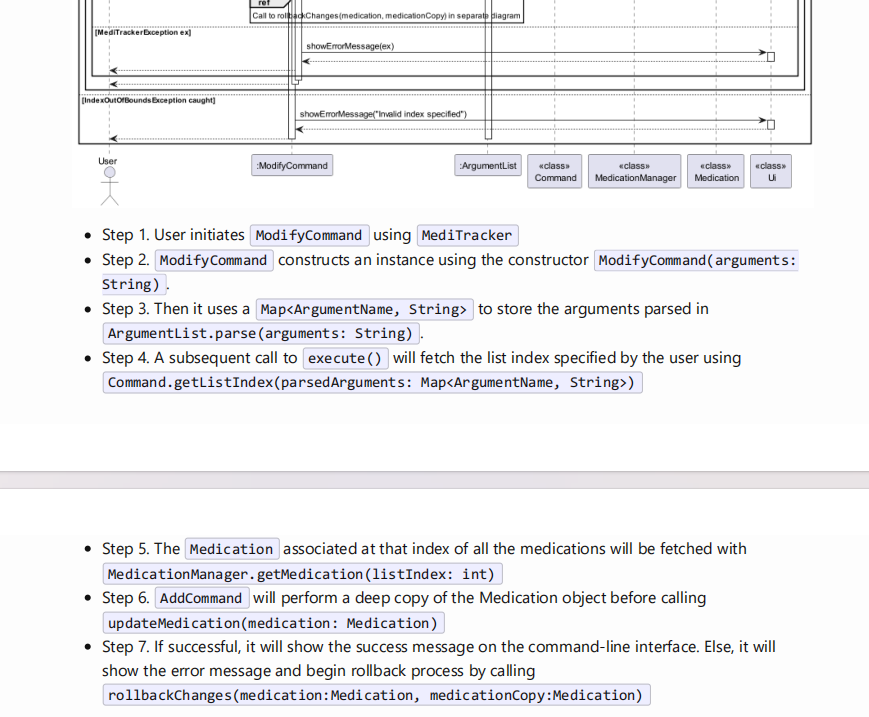 ref
Call to rollbackChanges(medication, medicationCopy) in separate diagram
[MediTrackerException ex]
showErrorMessage(ex)
[IndexOutOfBoundsException caught]
showErrorMessage("Invalid index specified")
User
:ModifyCommand
:ArgumentList
«class»
Command
«class»
MedicationManager
«class»
Medication
«class»
Ui
• Step 1. User initiates ModifyCommand using MediTracker
• Step 2. ModifyCommand constructs an instance using the constructor ModifyCommand(arguments:
String).
• Step 3. Then it uses a Map<ArgumentName, String> to store the arguments parsed in
ArgumentList.parse(arguments: String).
• Step 4. A subsequent call to execute() will fetch the list index specified by the user using
Command.getListIndex(parsedArguments: Map<ArgumentName, String>)
• Step 5. The Medication associated at that index of all the medications will be fetched with
MedicationManager.getMedication(listIndex: int)
• Step 6. AddCommand will perform a deep copy of the Medication object before calling
updateMedication(medication: Medication)
• Step 7. If successful, it will show the success message on the command-line interface. Else, it will
show the error message and begin rollback process by calling
rollbackChanges(medication:Medication, medicationCopy:Medication)